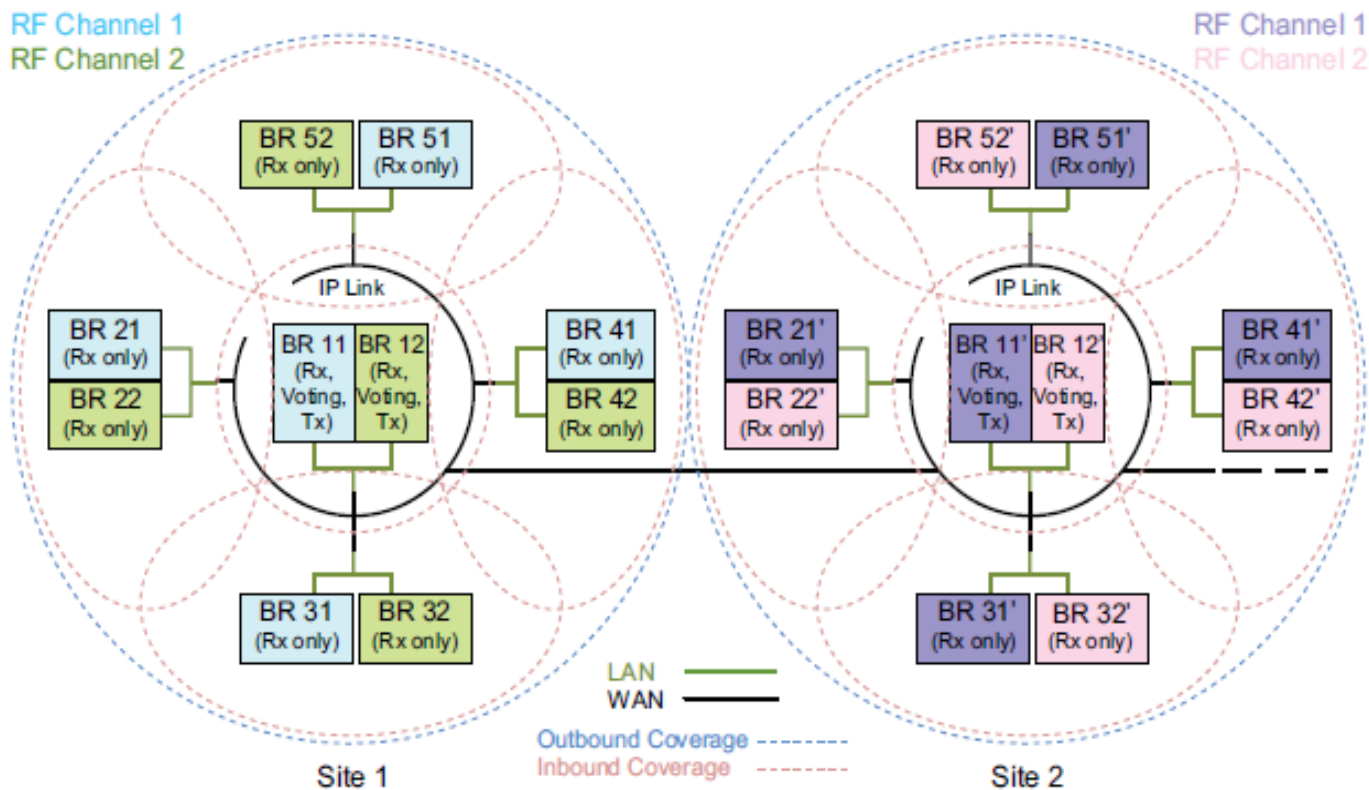 RF Channel 1
RF Channel 2
RF Channel 1
RF Channel 2
BR 52
(Rx only)
BR 51
(Rx only)
BR 52'
(Rx only)
BR 51'
(Rx only)
IP Link
IP Link
BR 21
(Rx only)
BR 22
(Rx only)
BR 11
(Rx,
Voting,
Tx)
BR 12
(Rx,
Voting,
Tx)
BR 41
(Rx only)
BR 42
(Rx only)
BR 21'
(Rx only)
BR 22'
(Rx only)
BR 11'
(Rx,
Voting,
Tx)
BR 12'
(Rx,
Voting,
Tx)
BR 41'
(Rx only)
BR 42'
(Rx only)
BR 31
(Rx only)
BR 32
(Rx only)
BR 31'
(Rx only)
BR 32'
(Rx only)
LAN
WAN
Outbound Coverage
Inbound Coverage
Site 1
Site 2